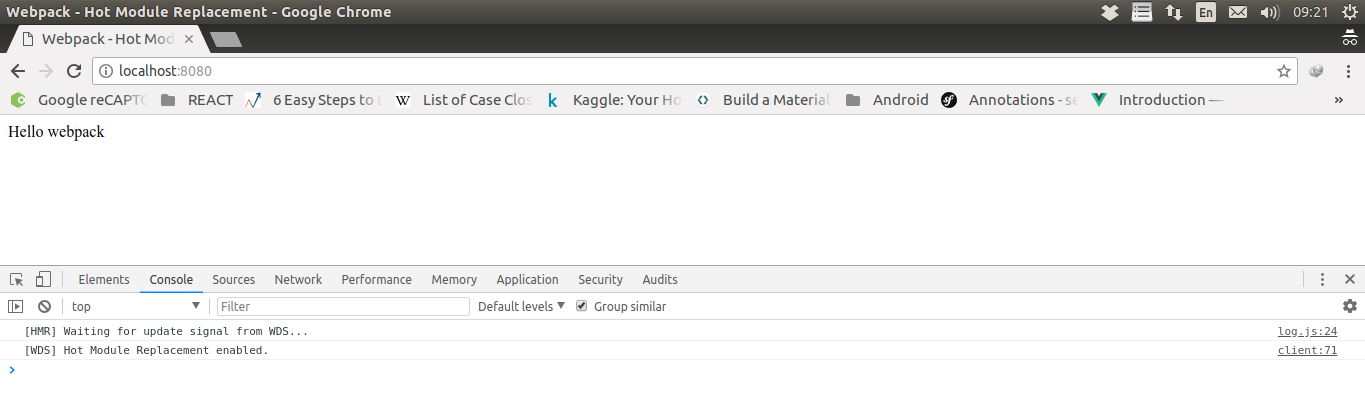 Webpack - Hot Module Replacement - Google Chrome En 09:21
Webpack - Hot Mod
localhost:8080
Google reCAPTC REACT 6 Easy Steps to L List of Case Clos Kaggle: Your Ho Build a Material Android Annotations - se Introduction —
Hello webpack
Elements Console Sources Network Performance Memory Application Security Audits
top Filter Default levels Group similar
[HMR] Waiting for update signal from WDS... log.js:24
[WDS] Hot Module Replacement enabled. client:71